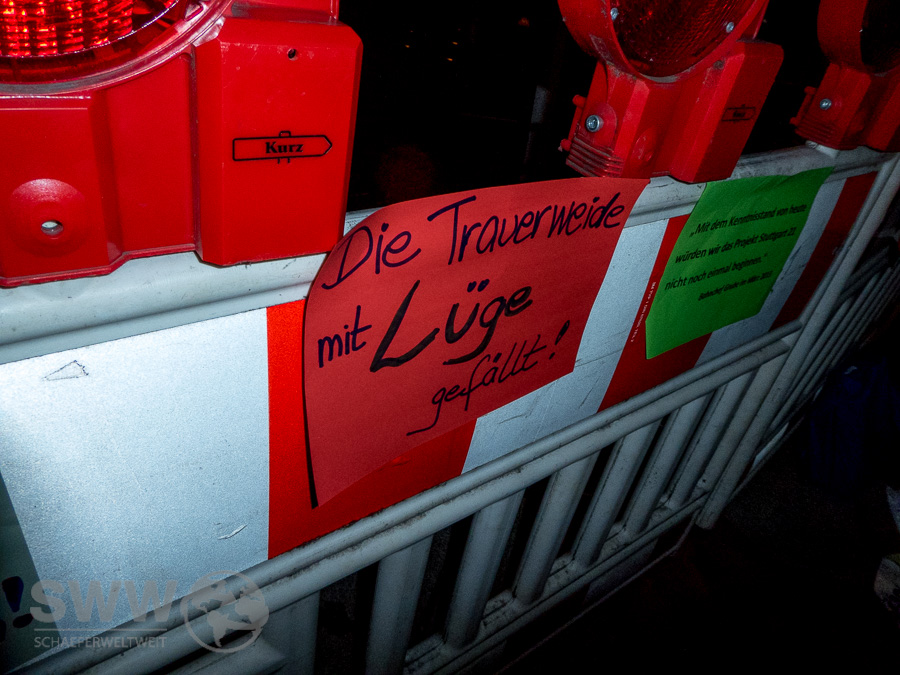 Kurz
Die Trauerweide
mit Lüge
gefällt!
„Mit dem Kenntnisstand von heute
würden wir das Projekt Stuttgart 21
nicht noch einmal beginnen."
!
SWW
SCHAEFERWELTWEIT